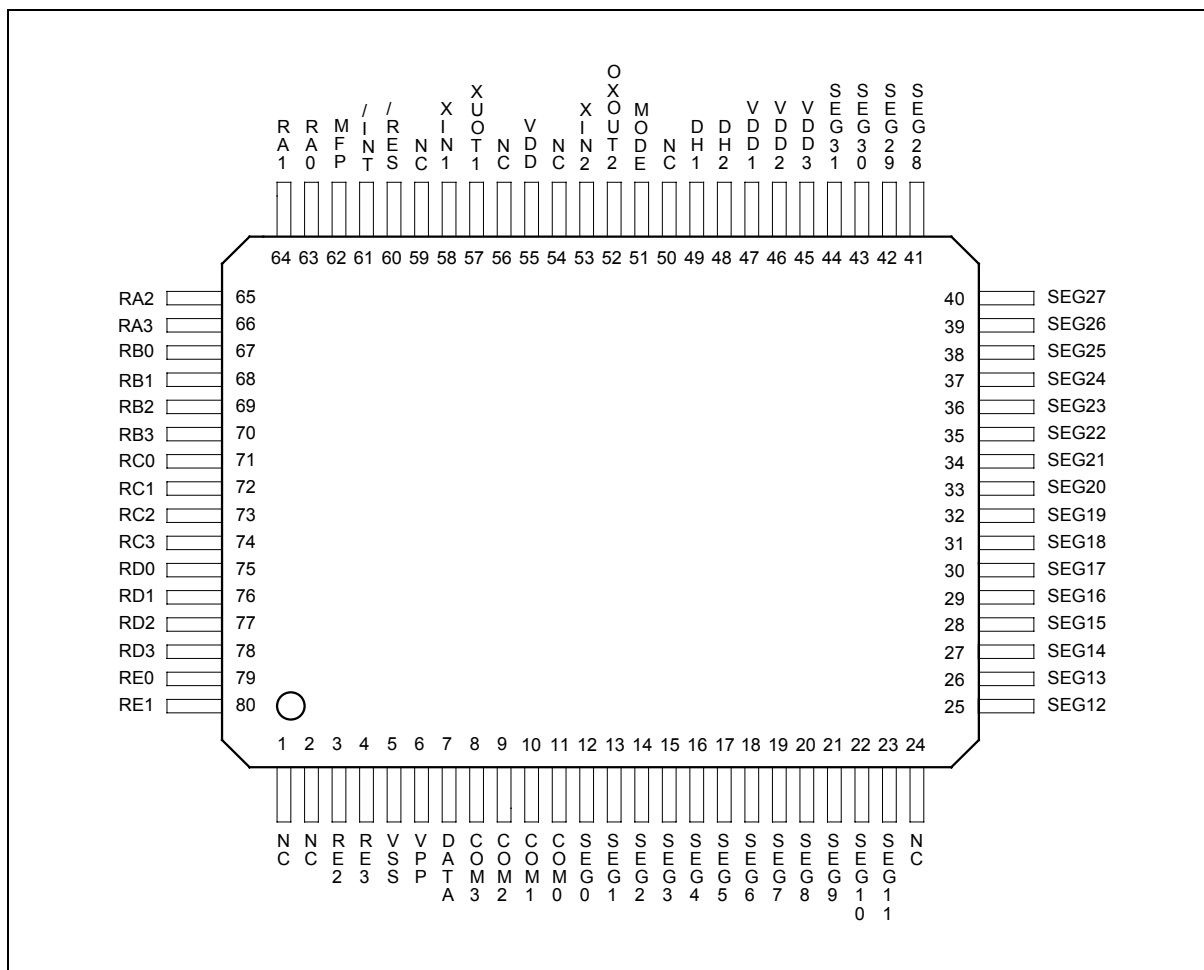 RA1 RA0 MFP /INT /RES NC XIN1 XUOT1 NC VDD NC XIN2 OXOUT2 MODE NC DH1 DH2 VDD1 VDD2 VDD3 SEG31 SEG30 SEG29 SEG28
64 63 62 61 60 59 58 57 56 55 54 53 52 51 50 49 48 47 46 45 44 43 42 41
RA2 65 40 SEG27
RA3 66 39 SEG26
RB0 67 38 SEG25
RB1 68 37 SEG24
RB2 69 36 SEG23
RB3 70 35 SEG22
RC0 71 34 SEG21
RC1 72 33 SEG20
RC2 73 32 SEG19
RC3 74 31 SEG18
RD0 75 30 SEG17
RD1 76 29 SEG16
RD2 77 28 SEG15
RD3 78 27 SEG14
RE0 79 26 SEG13
RE1 80 25 SEG12
1 2 3 4 5 6 7 8 9 10 11 12 13 14 15 16 17 18 19 20 21 22 23 24
NC NC RE2 RE3 VSS VPP DATA COM3 COM2 COM1 COM0 SEG0 SEG1 SEG2 SEG3 SEG4 SEG5 SEG6 SEG7 SEG8 SEG9 SEG10 SEG11 NC